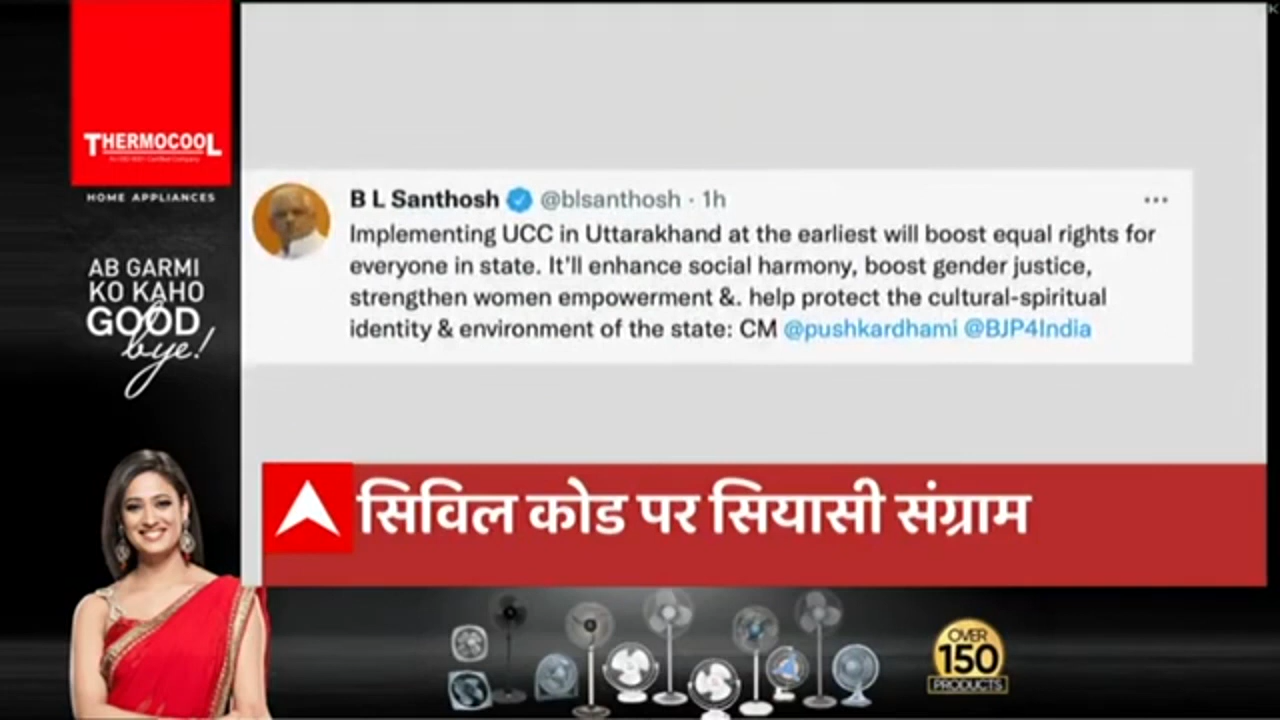 THERMOCOOL
HOME APPLIANCES
AB GARMI
KO KAHO
GOOD
bye!
B L Santhosh @blsanthosh · 1h
Implementing UCC in Uttarakhand at the earliest will boost equal rights for
everyone in state. It'll enhance social harmony, boost gender justice,
strengthen women empowerment &. help protect the cultural-spiritual
identity & environment of the state: CM @pushkardhami @BJP4India
सिविल कोड पर सियासी संग्राम
OVER
150
PRODUCTS